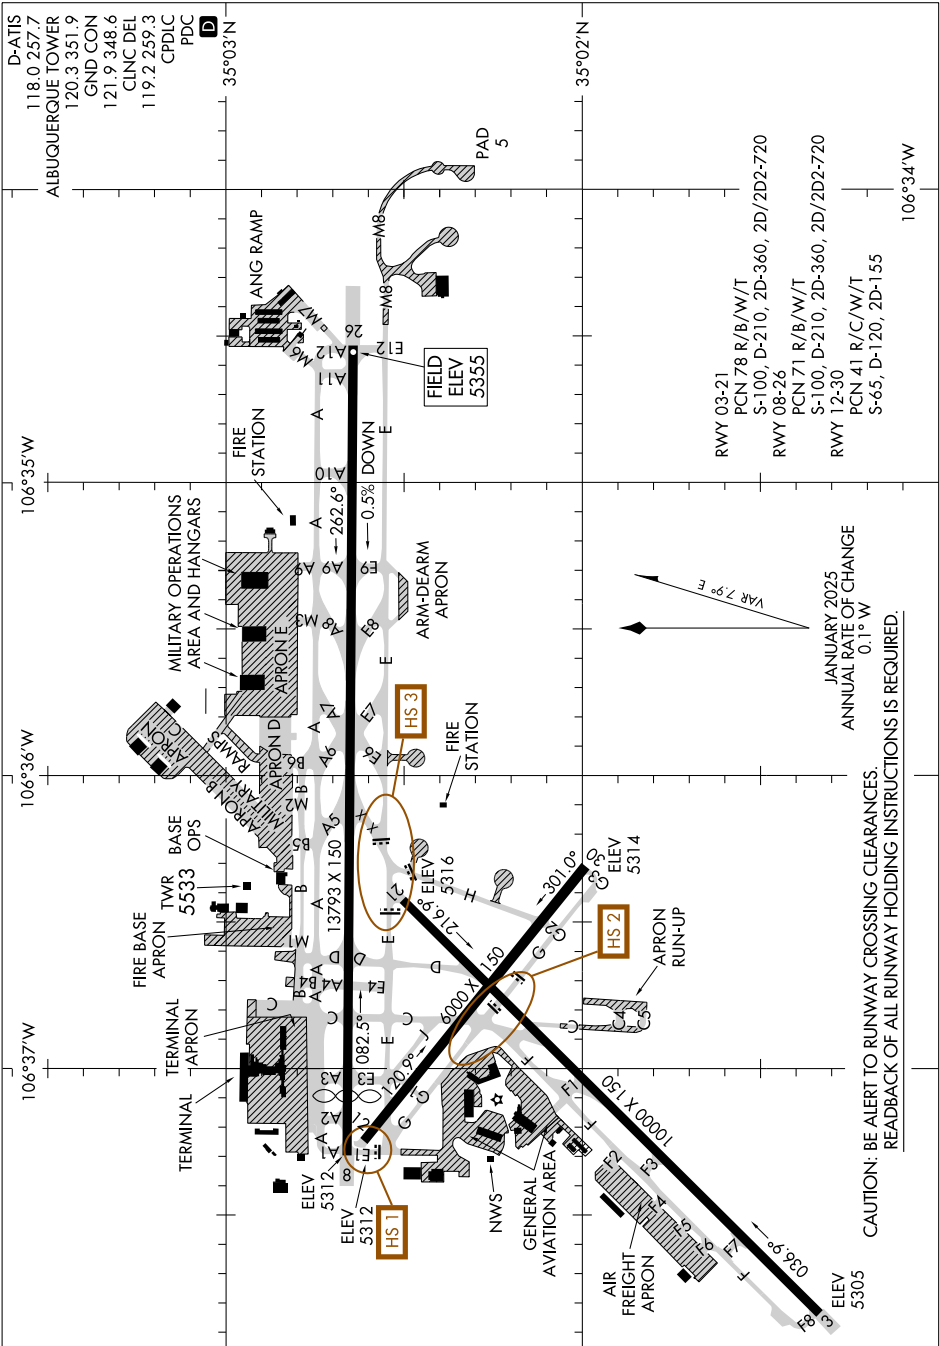 D-ATIS
118.0 257.7
ALBUQUERQUE TOWER
120.3 351.9
GND CON
121.9 348.6
CLNC DEL
119.2 259.3
CPDLC
PDC
D
35°03'N
35°02'N
106°34'W
106°35'W
106°36'W
106°37'W
PAD
5
M8
M8
ANG RAMP
M7
M6
26
A12
E12
A11
FIELD
ELEV
5355
A
E
A10
FIRE
STATION
262.6°
0.5% DOWN
A
MILITARY OPERATIONS
AREA AND HANGARS
A9
A9
E9
ARM-DEARM
APRON
APRON E
M3
A8
E8
E
A
A7
E7
HS 3
APRON
C
RAMPS
APRON D
B6
A6
E6
FIRE
STATION
APRON B
MILITARY
M2
B
A5
X
X
B5
BASE
OPS
TWR
5533
B
A
13793 X 150
21
ELEV
5316
H
FIRE BASE
APRON
M1
E
216.9°
301.0°
30
G3
ELEV
5314
A
D
D
D
G2
G
HS 2
B
B4
A4
E4
A
082.5°
6000 X 150
APRON
RUN-UP
C
C
C
C
C4
C5
J
E
TERMINAL
APRON
TERMINAL
A3
E3
120.9°
G1
G
A2
A
A1
12
E1
8
ELEV
5312
ELEV
5312
HS 1
NWS
GENERAL
AVIATION AREA
F
F1
F
10000 X 150
F2
F3
F4
F5
F6
F7
F
AIR
FREIGHT
APRON
036.9°
F8
3
ELEV
5305
RWY 03-21
PCN 78 R/B/W/T
S-100, D-210, 2D-360, 2D/2D2-720
RWY 08-26
PCN 71 R/B/W/T
S-100, D-210, 2D-360, 2D/2D2-720
RWY 12-30
PCN 41 R/C/W/T
S-65, D-120, 2D-155
VAR 7.9° E
JANUARY 2025
ANNUAL RATE OF CHANGE
0.1° W
CAUTION: BE ALERT TO RUNWAY CROSSING CLEARANCES.
READBACK OF ALL RUNWAY HOLDING INSTRUCTIONS IS REQUIRED.